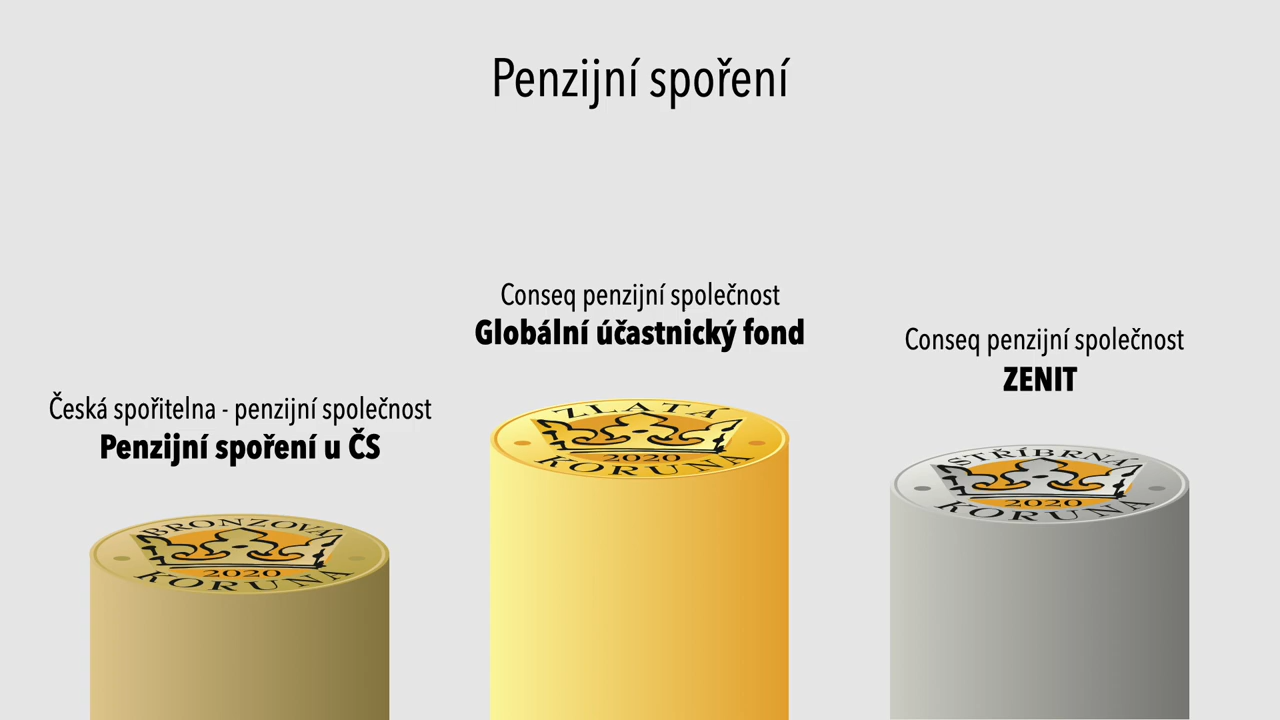 Penzijní spoření
Česká spořitelna - penzijní společnost
Penzijní spoření u ČS
BRONZOVÁ
2020
KORUNA
Conseq penzijní společnost
Globální účastnický fond
ZLATÁ
2020
KORUNA
Conseq penzijní společnost
ZENIT
STŘÍBRNÁ
2020
KORUNA